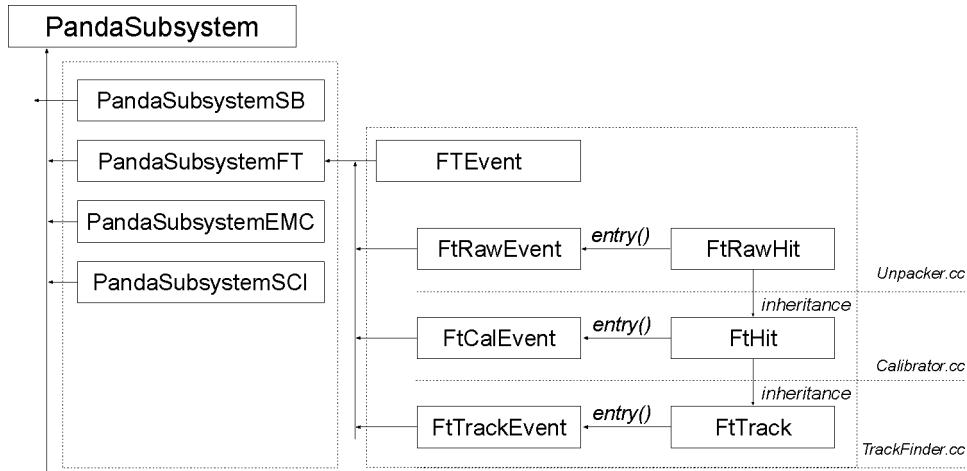 PandaSubsystem
PandaSubsystemSB
PandaSubsystemFT
FTEvent
PandaSubsystemEMC
FtRawEvent
entry()
FtRawHit
PandaSubsystemSCI
Unpacker.cc
inheritance
FtCalEvent
entry()
FtHit
Calibrator.cc
inheritance
FtTrackEvent
entry()
FtTrack
TrackFinder.cc